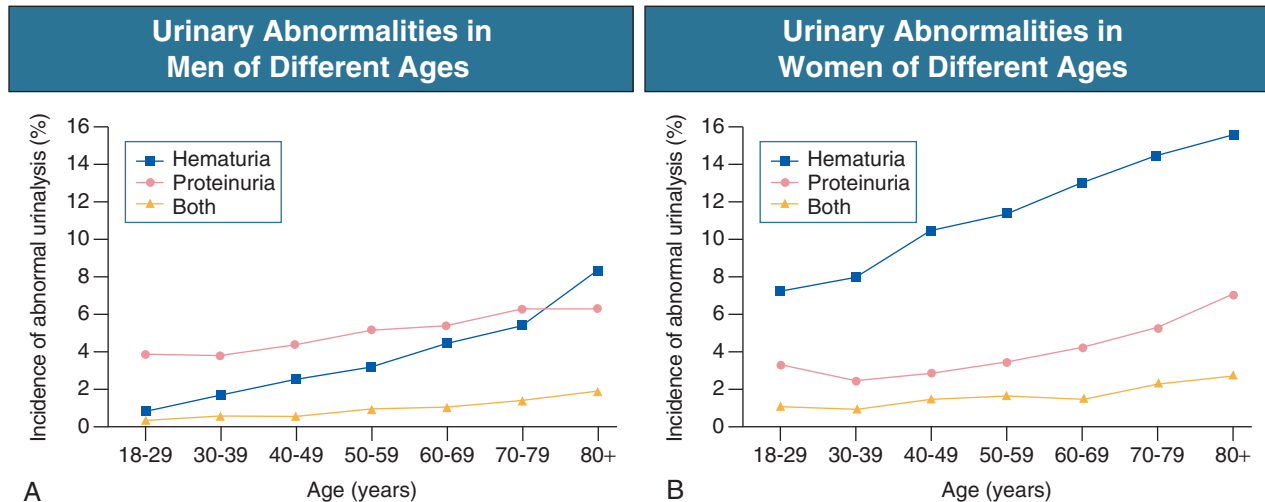 Urinary Abnormalities in
Men of Different Ages
Incidence of abnormal urinalysis (%)
16
14
12
10
8
6
4
2
0
Hematuria
Proteinuria
Both
18-29
30-39
40-49
50-59
60-69
70-79
80+
Age (years)
A
Urinary Abnormalities in
Women of Different Ages
Incidence of abnormal urinalysis (%)
16
14
12
10
8
6
4
2
0
Hematuria
Proteinuria
Both
18-29
30-39
40-49
50-59
60-69
70-79
80+
Age (years)
B